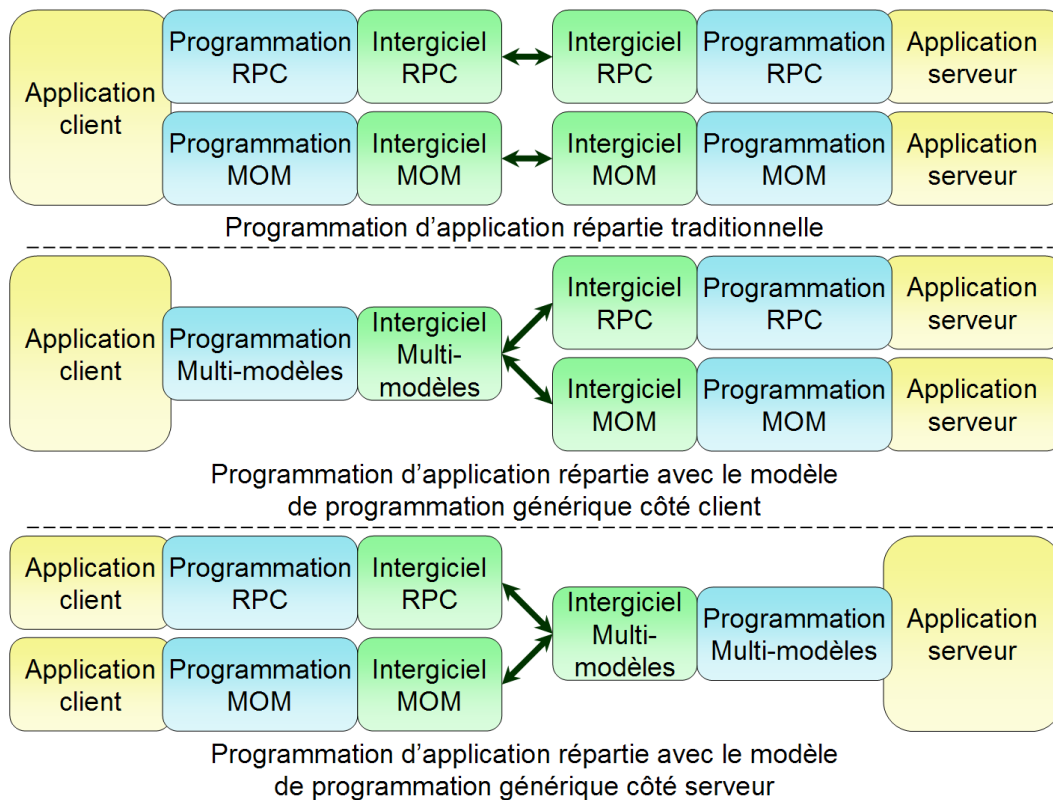 Application
client
Programmation
RPC
Intergiciel
RPC
Intergiciel
RPC
Programmation
RPC
Application
serveur
Programmation
MOM
Intergiciel
MOM
Intergiciel
MOM
Programmation
MOM
Application
serveur
Programmation d’application répartie traditionnelle
Application
client
Programmation
Multi-modèles
Intergiciel
Multi-
modèles
Intergiciel
RPC
Programmation
RPC
Application
serveur
Intergiciel
MOM
Programmation
MOM
Application
serveur
Programmation d’application répartie avec le modèle
de programmation générique côté client
Application
client
Programmation
RPC
Intergiciel
RPC
Application
client
Programmation
MOM
Intergiciel
MOM
Intergiciel
Multi-
modèles
Programmation
Multi-modèles
Application
serveur
Programmation d’application répartie avec le modèle
de programmation générique côté serveur